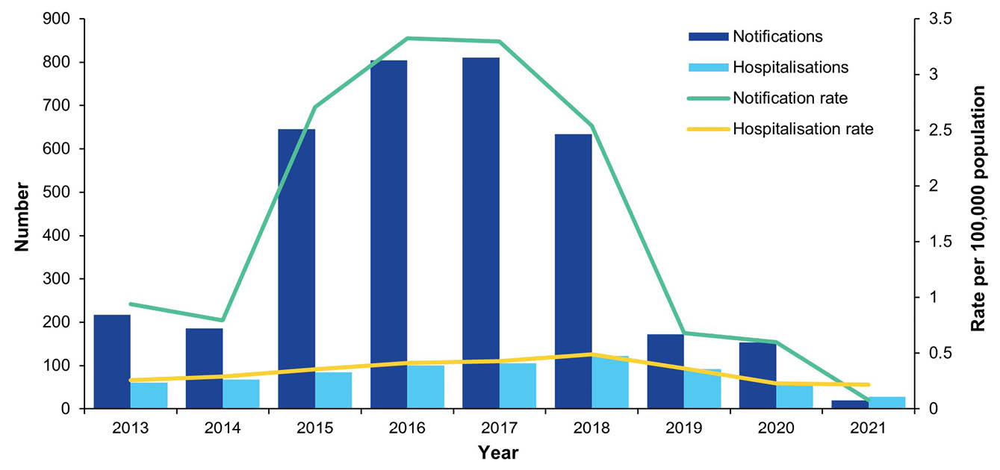 900
800
700
600
500
400
300
200
100
0
Number
3.5
3
2.5
2
1.5
1
0.5
0
Rate per 100,000 population
Notifications
Hospitalisations
Notification rate
Hospitalisation rate
2013 2014 2015 2016 2017 2018 2019 2020 2021
Year